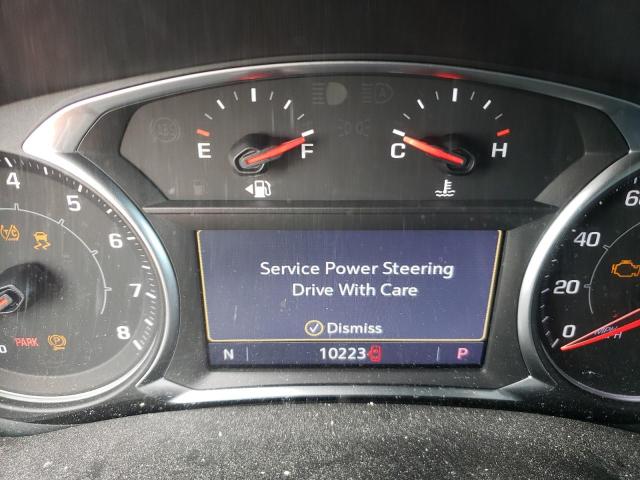 E F C H
4 5 6 7 8
T/C
PARK P
Service Power Steering
Drive With Care
Dismiss
N 10223 P
0 20 40 60